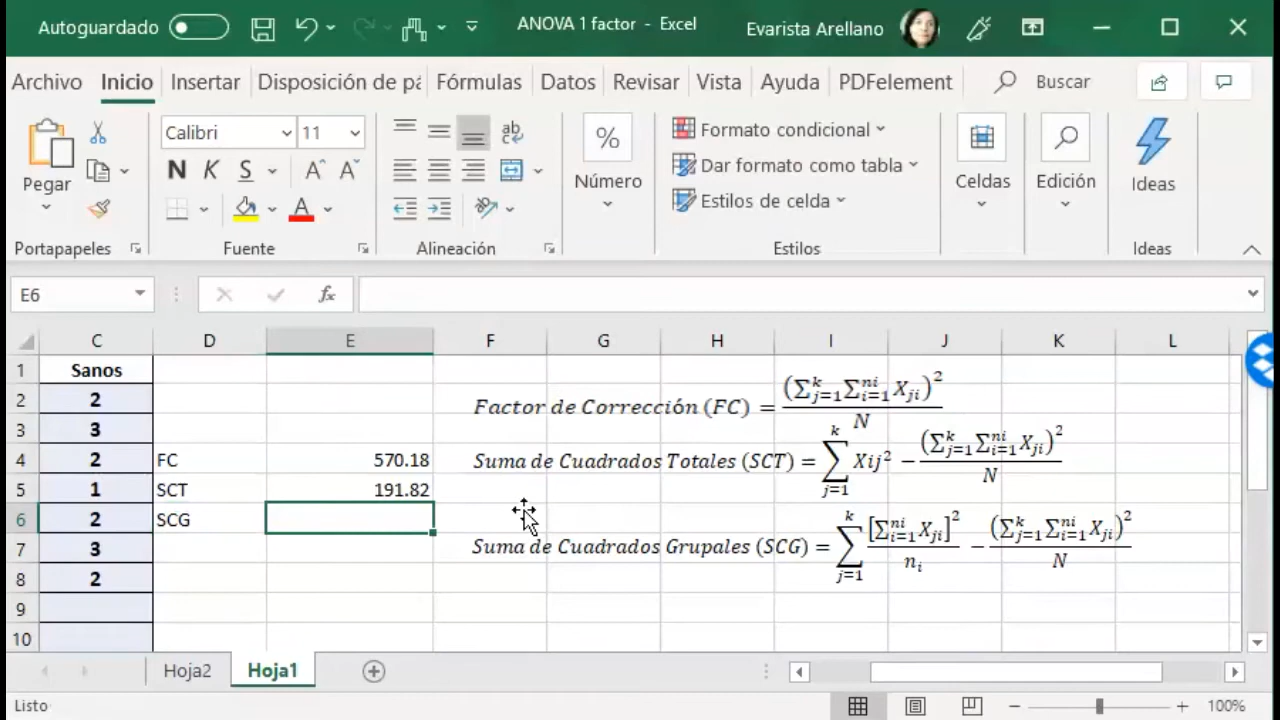 Autoguardado
ANOVA 1 factor - Excel
Evarista Arellano
Archivo Inicio Insertar Disposición de pá Fórmulas Datos Revisar Vista Ayuda PDFelement Buscar
Pegar
Calibri 11
N K S A A
ab
%
Número
Formato condicional
Dar formato como tabla
Estilos de celda
Celdas
Edición
Ideas
Portapapeles Fuente Alineación Estilos Ideas
E6 fx
C D E F G H I J K L
1 Sanos
2 2
3 3
4 2 FC 570.18
5 1 SCT 191.82
6 2 SCG
7 3
8 2
9
10
Factor de Corrección (FC) = (∑_{j=1}^{k} ∑_{i=1}^{ni} X_{ji})² / N
Suma de Cuadrados Totales (SCT) = ∑_{j=1}^{k} Xij² − (∑_{j=1}^{k} ∑_{i=1}^{ni} X_{ji})² / N
Suma de Cuadrados Grupales (SCG) = ∑_{j=1}^{k} [∑_{i=1}^{ni} X_{ji}]² / n_i − (∑_{j=1}^{k} ∑_{i=1}^{ni} X_{ji})² / N
Hoja2 Hoja1
Listo 100%